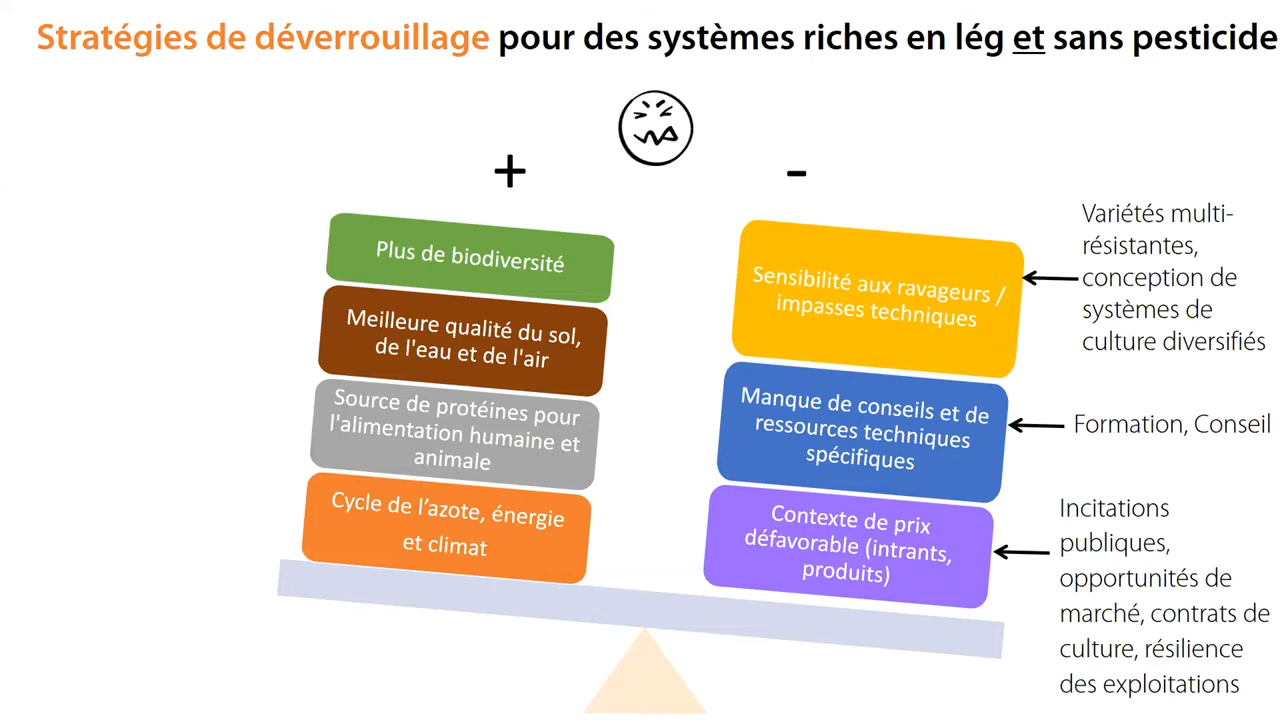 Stratégies de déverrouillage pour des systèmes riches en lég et sans pesticide
+
-
Plus de biodiversité
Meilleure qualité du sol,
de l'eau et de l'air
Source de protéines pour
l'alimentation humaine et
animale
Cycle de l’azote, énergie
et climat
Sensibilité aux ravageurs /
impasses techniques
Manque de conseils et de
ressources techniques
spécifiques
Contexte de prix
défavorable (intrants,
produits)
Variétés multi-
résistantes,
conception de
systèmes de
culture diversifiés
Formation, Conseil
Incitations
publiques,
opportunités de
marché, contrats de
culture, résilience
des exploitations